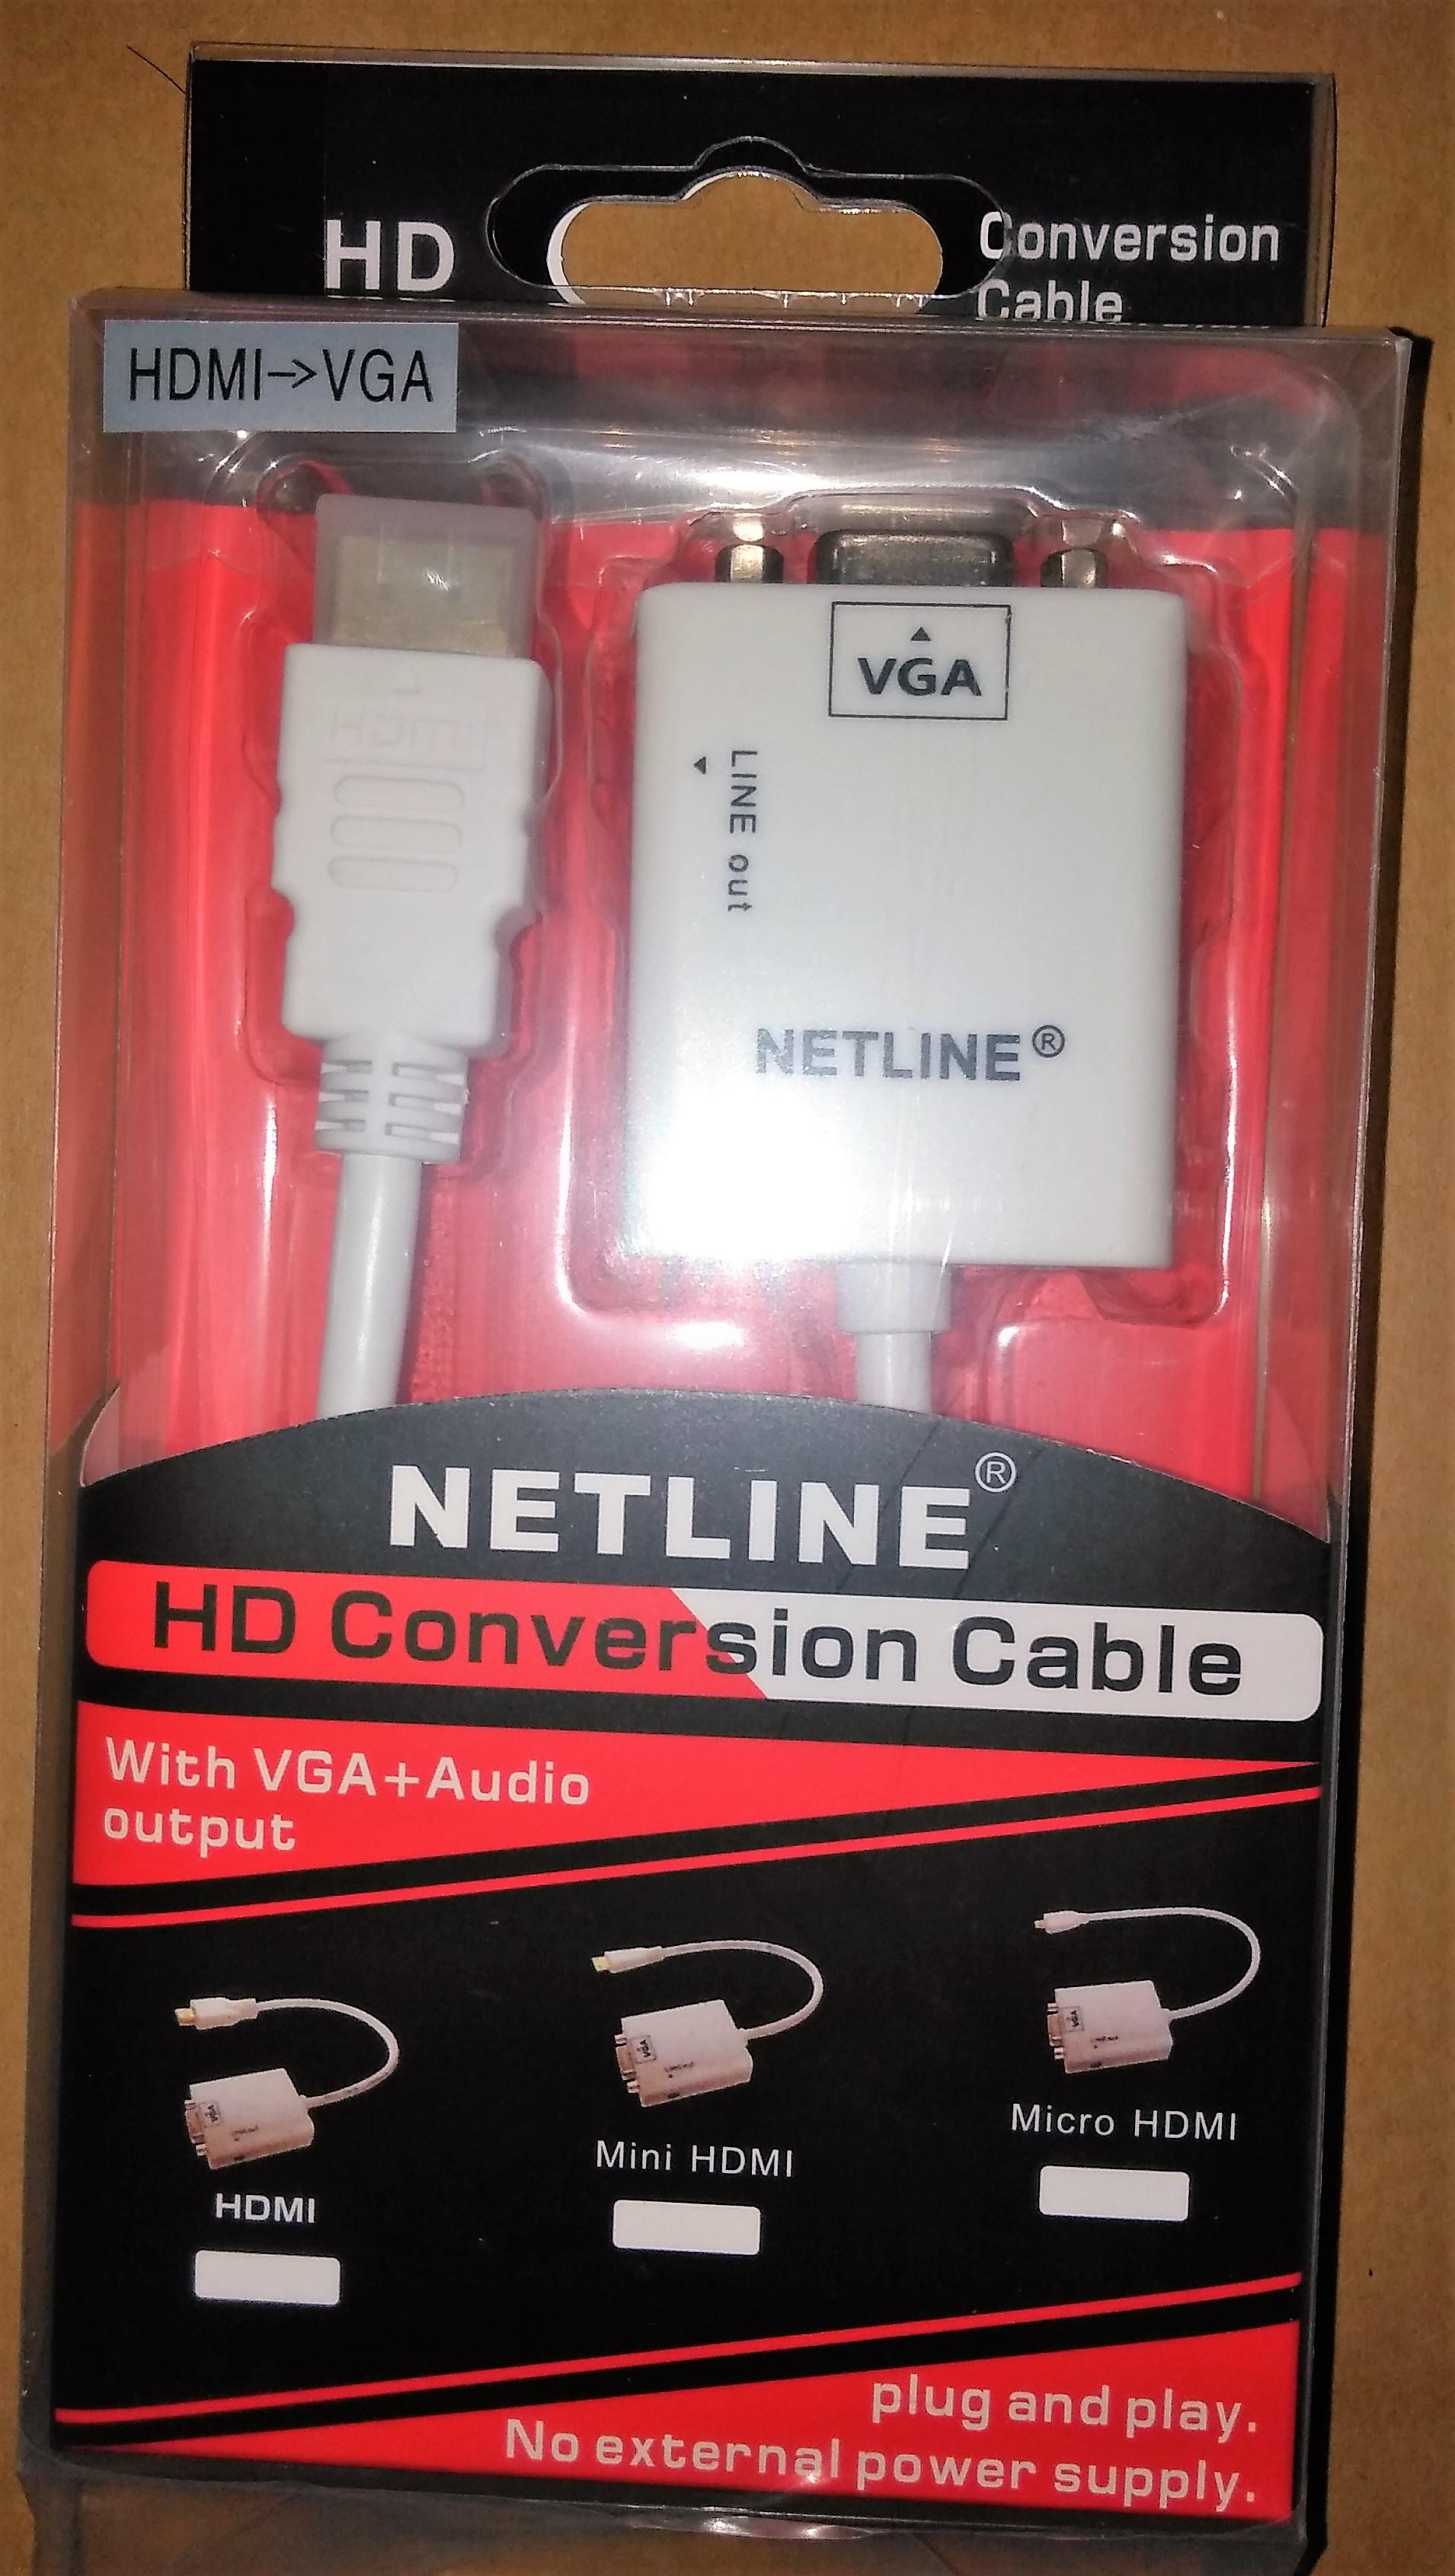 HD
Conversion
Cable
HDMI→VGA
VGA
LINE out
NETLINE®
NETLINE®
HD Conversion Cable
With VGA+Audio
output
HDMI
Mini HDMI
Micro HDMI
plug and play.
No external power supply.